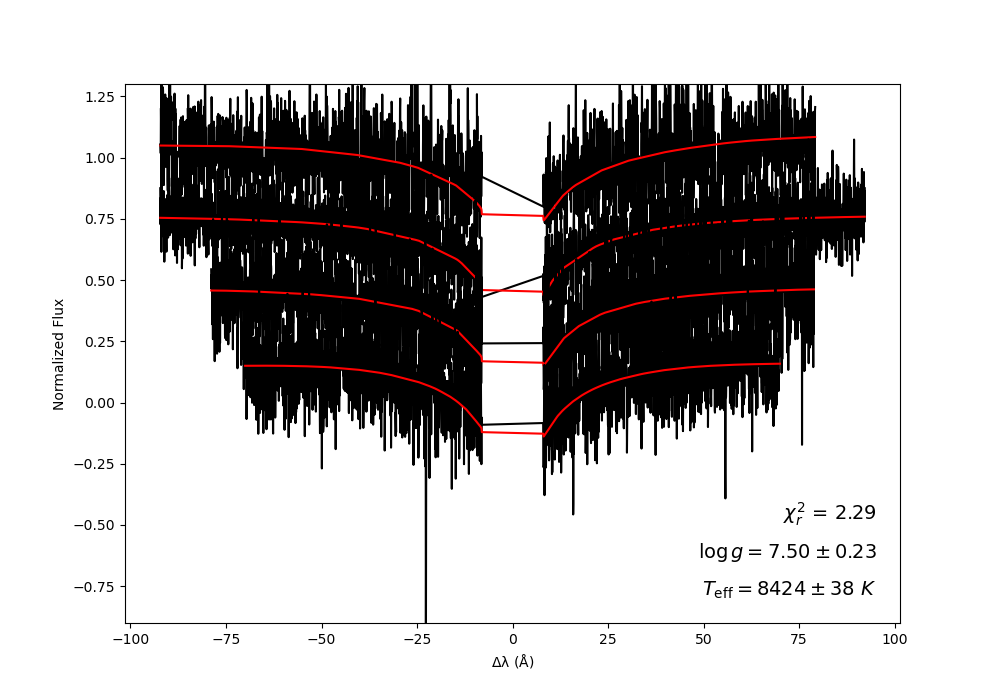 1.25
1.00
0.75
0.50
0.25
0.00
−0.25
−0.50
−0.75
Normalized Flux
χ²ᵣ = 2.29
log g = 7.50 ± 0.23
T_eff = 8424 ± 38 K
−100 −75 −50 −25 0 25 50 75 100
Δλ (Å)